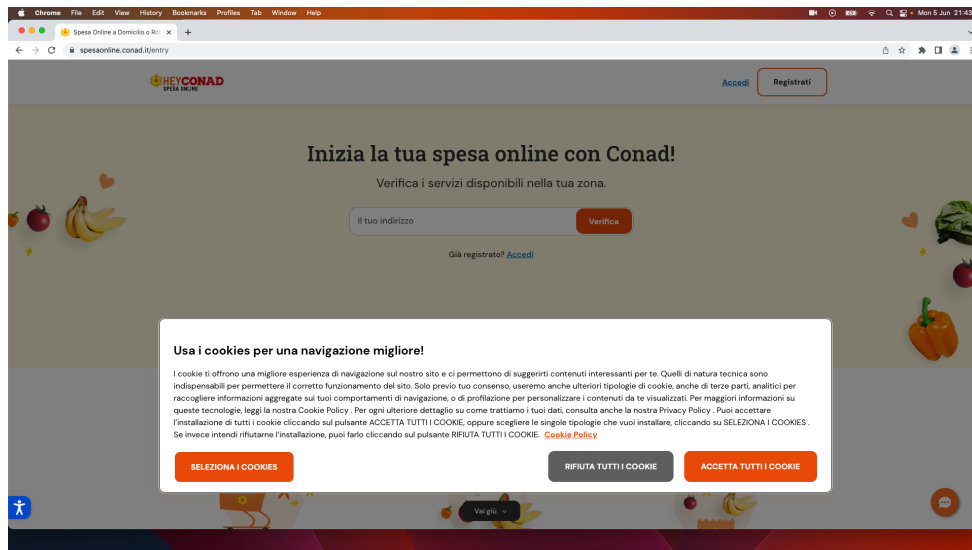 Chrome File Edit View History Bookmarks Profiles Tab Window Help
Mon 5 Jun 21:43
Spesa Online a Domicilio o Riti
spesaonline.conad.it/entry
HEYCONAD
SPESA ONLINE
Accedi
Registrati
Inizia la tua spesa online con Conad!
Verifica i servizi disponibili nella tua zona.
Il tuo indirizzo
Verifica
Già registrato? Accedi
Usa i cookies per una navigazione migliore!
I cookie ti offrono una migliore esperienza di navigazione sul nostro sito e ci permettono di suggerirti contenuti interessanti per te. Quelli di natura tecnica sono
indispensabili per permettere il corretto funzionamento del sito. Solo previo tuo consenso, useremo anche ulteriori tipologie di cookie, anche di terze parti, analitici per
raccogliere informazioni aggregate sui tuoi comportamenti di navigazione, o di profilazione per personalizzare i contenuti da te visualizzati. Per maggiori informazioni su
queste tecnologie, leggi la nostra Cookie Policy . Per ogni ulteriore dettaglio su come trattiamo i tuoi dati, consulta anche la nostra Privacy Policy . Puoi accettare
l'installazione di tutti i cookie cliccando sul pulsante ACCETTA TUTTI I COOKIE, oppure scegliere le singole tipologie che vuoi installare, cliccando su SELEZIONA I COOKIES .
Se invece intendi rifiutarne l'installazione, puoi farlo cliccando sul pulsante RIFIUTA TUTTI I COOKIE. Cookie Policy
SELEZIONA I COOKIES
RIFIUTA TUTTI I COOKIE
ACCETTA TUTTI I COOKIE
Vai giù